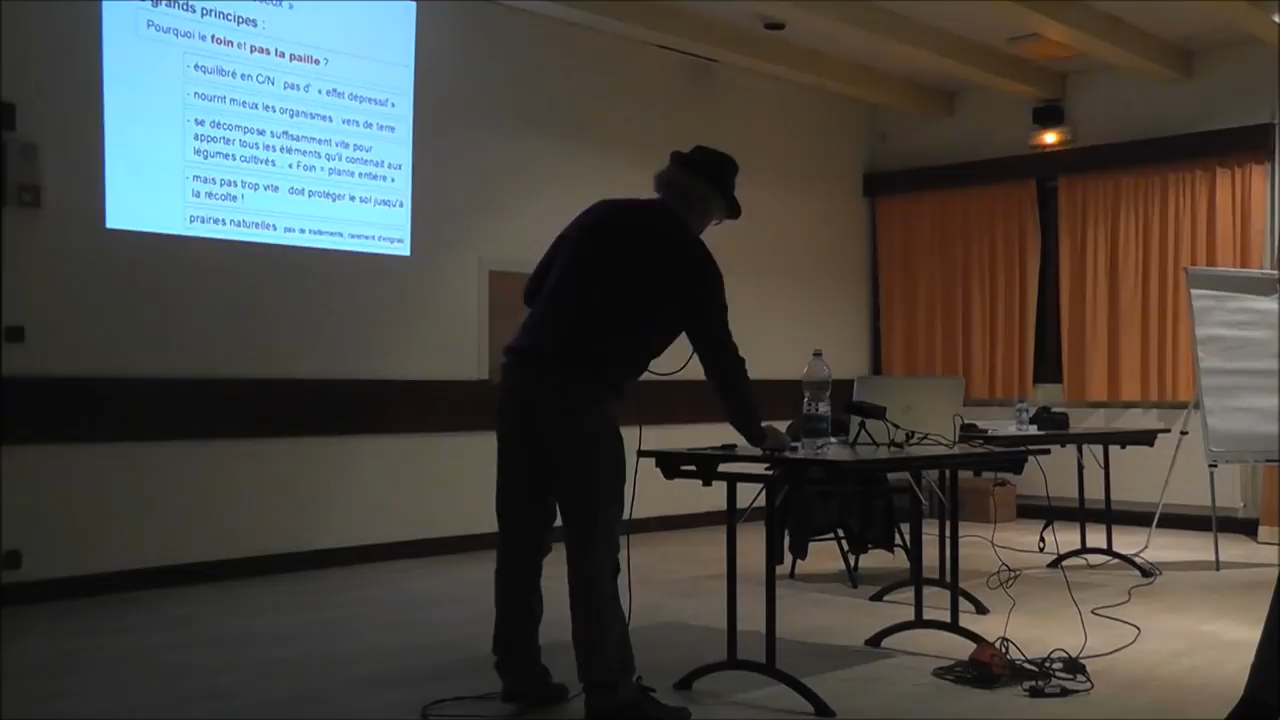 eux »
grands principes :
Pourquoi le foin et pas la paille ?
- équilibré en C/N : pas d' « effet dépressif »
- nourrit mieux les organismes : vers de terre
- se décompose suffisamment vite pour
apporter tous les éléments qu'il contenait aux
légumes cultivés... « Foin = plante entière »
- mais pas trop vite : doit protéger le sol jusqu'à
la récolte !
- prairies naturelles : pas de traitements, rarement d'engrais